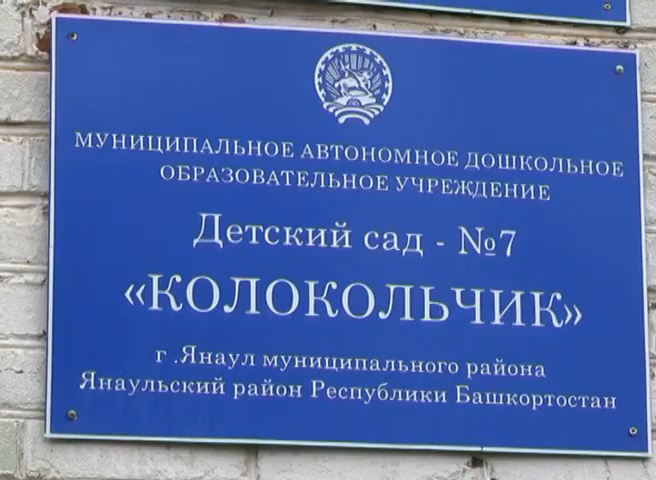 МУНИЦИПАЛЬНОЕ АВТОНОМНОЕ ДОШКОЛЬНОЕ
ОБРАЗОВАТЕЛЬНОЕ УЧРЕЖДЕНИЕ
Детский сад - №7
«КОЛОКОЛЬЧИК»
г .Янаул муниципального района
Янаульский район Республики Башкортостан